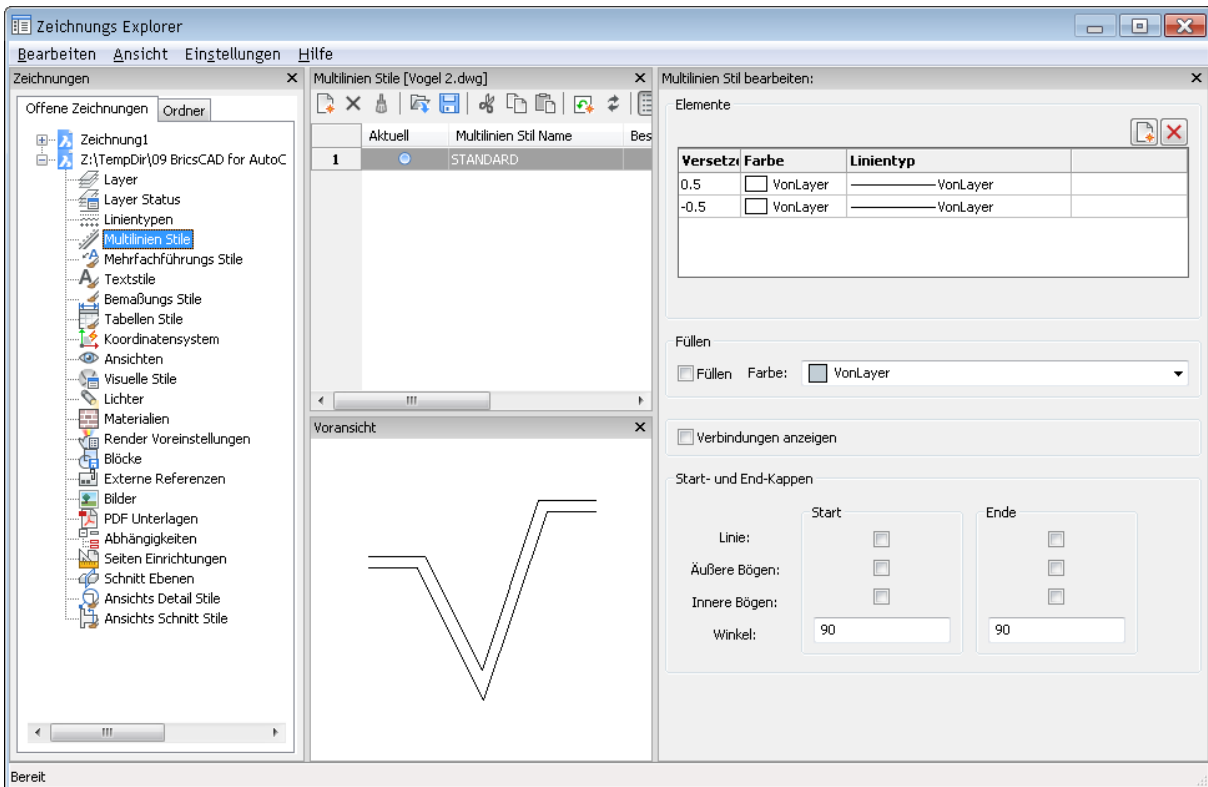 Zeichnungs Explorer
Bearbeiten Ansicht Einstellungen Hilfe
Zeichnungen
Offene Zeichnungen Ordner
Zeichnung1
Z:\TempDir\09 BricsCAD for AutoC
Layer
Layer Status
Linientypen
Multilinien Stile
Mehrfachführungs Stile
Textstile
Bemaßungs Stile
Tabellen Stile
Koordinatensystem
Ansichten
Visuelle Stile
Lichter
Materialien
Render Voreinstellungen
Blöcke
Externe Referenzen
Bilder
PDF Unterlagen
Abhängigkeiten
Seiten Einrichtungen
Schnitt Ebenen
Ansichts Detail Stile
Ansichts Schnitt Stile
Multilinien Stile [Vogel 2.dwg]
Aktuell Multilinien Stil Name Bes
1 STANDARD
Voransicht
Multilinien Stil bearbeiten:
Elemente
Versetze Farbe Linientyp
0.5 VonLayer VonLayer
-0.5 VonLayer VonLayer
Füllen
Füllen Farbe: VonLayer
Verbindungen anzeigen
Start- und End-Kappen
Start Ende
Linie:
Äußere Bögen:
Innere Bögen:
Winkel: 90 90
Bereit